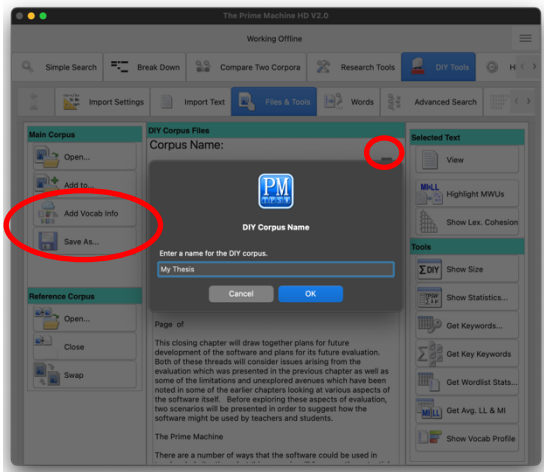 The Prime Machine HD V2.0
Working Offline
Simple Search
Break Down
Compare Two Corpora
Research Tools
DIY Tools
H
Import Settings
Import Text
Files & Tools
Words
Advanced Search
Main Corpus
Open...
Add to...
Add Vocab Info
Save As...
Reference Corpus
Open...
Close
Swap
DIY Corpus Files
Corpus Name:
PM
DIY Corpus Name
Enter a name for the DIY corpus.
My Thesis
Cancel
OK
Page of
This closing chapter will draw together plans for future
development of the software and plans for its future evaluation.
Both of these threads will consider issues arising from the
evaluation which was presented in the previous chapter as well as
some of the limitations and unexplored avenues which have been
noted in some of the earlier chapters looking at various aspects of
the software itself. Before exploring these aspects of evaluation,
two scenarios will be presented in order to suggest how the
software might be used by teachers and students.
The Prime Machine
There are a number of ways that the software could be used in
Selected Text
View
Highlight MWUs
Show Lex. Cohesion
Tools
Show Size
Show Statistics...
Get Keywords...
Get Key Keywords
Get Wordlist Stats...
Get Avg. LL & MI
Show Vocab Profile